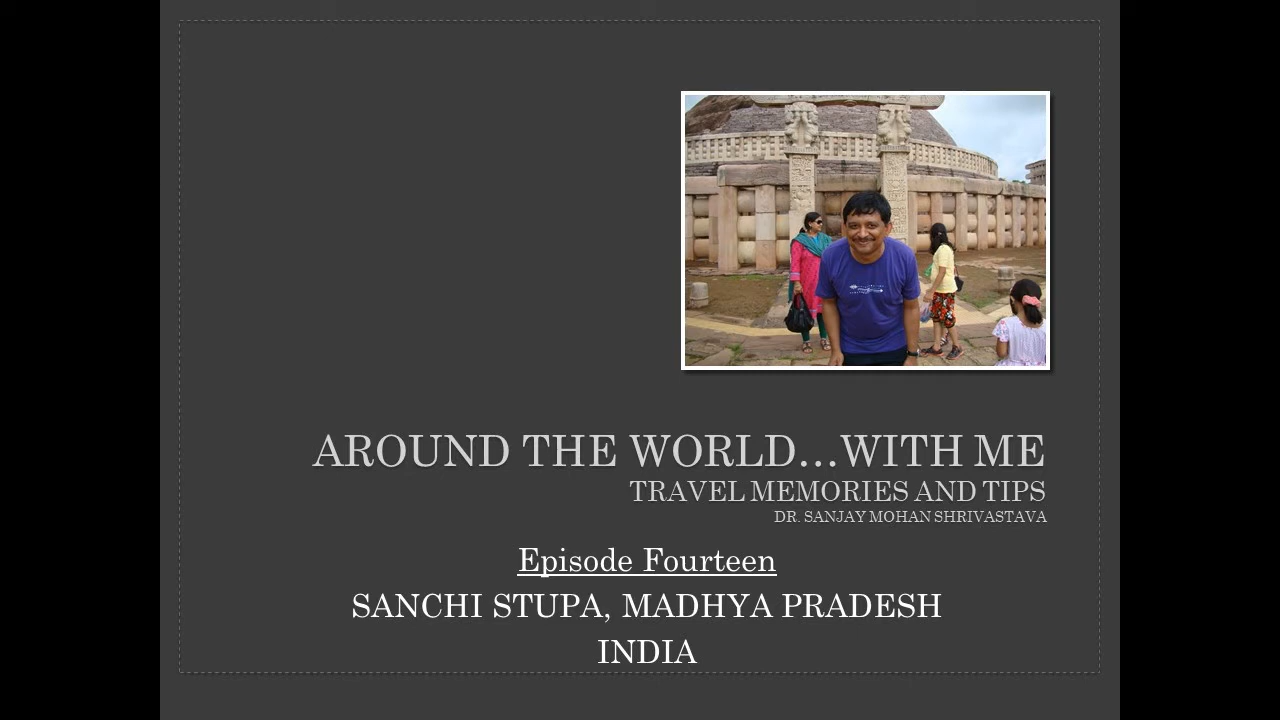 AROUND THE WORLD...WITH ME
TRAVEL MEMORIES AND TIPS
DR. SANJAY MOHAN SHRIVASTAVA
Episode Fourteen
SANCHI STUPA, MADHYA PRADESH
INDIA